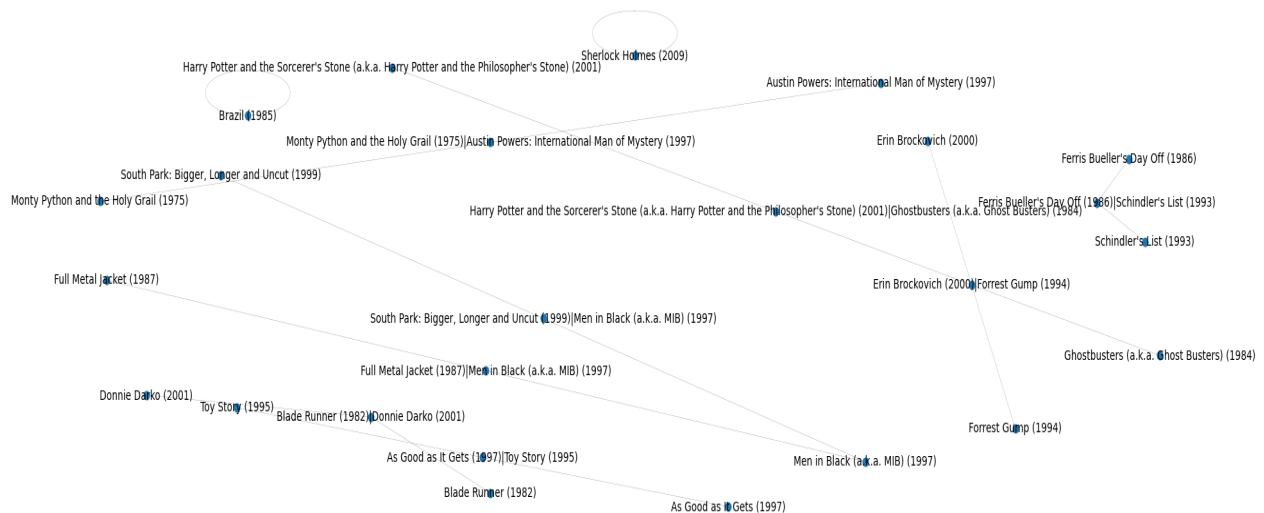 Sherlock Holmes (2009)
Harry Potter and the Sorcerer's Stone (a.k.a. Harry Potter and the Philosopher's Stone) (2001)
Austin Powers: International Man of Mystery (1997)
Brazil (1985)
Monty Python and the Holy Grail (1975)|Austin Powers: International Man of Mystery (1997)
Erin Brockovich (2000)
Ferris Bueller's Day Off (1986)
South Park: Bigger, Longer and Uncut (1999)
Monty Python and the Holy Grail (1975)
Ferris Bueller's Day Off (1986)|Schindler's List (1993)
Harry Potter and the Sorcerer's Stone (a.k.a. Harry Potter and the Philosopher's Stone) (2001)|Ghostbusters (a.k.a. Ghost Busters) (1984)
Schindler's List (1993)
Full Metal Jacket (1987)
Erin Brockovich (2000)|Forrest Gump (1994)
South Park: Bigger, Longer and Uncut (1999)|Men in Black (a.k.a. MIB) (1997)
Ghostbusters (a.k.a. Ghost Busters) (1984)
Full Metal Jacket (1987)|Men in Black (a.k.a. MIB) (1997)
Donnie Darko (2001)
Toy Story (1995)
Blade Runner (1982)|Donnie Darko (2001)
Forrest Gump (1994)
As Good as It Gets (1997)|Toy Story (1995)
Men in Black (a.k.a. MIB) (1997)
Blade Runner (1982)
As Good as It Gets (1997)